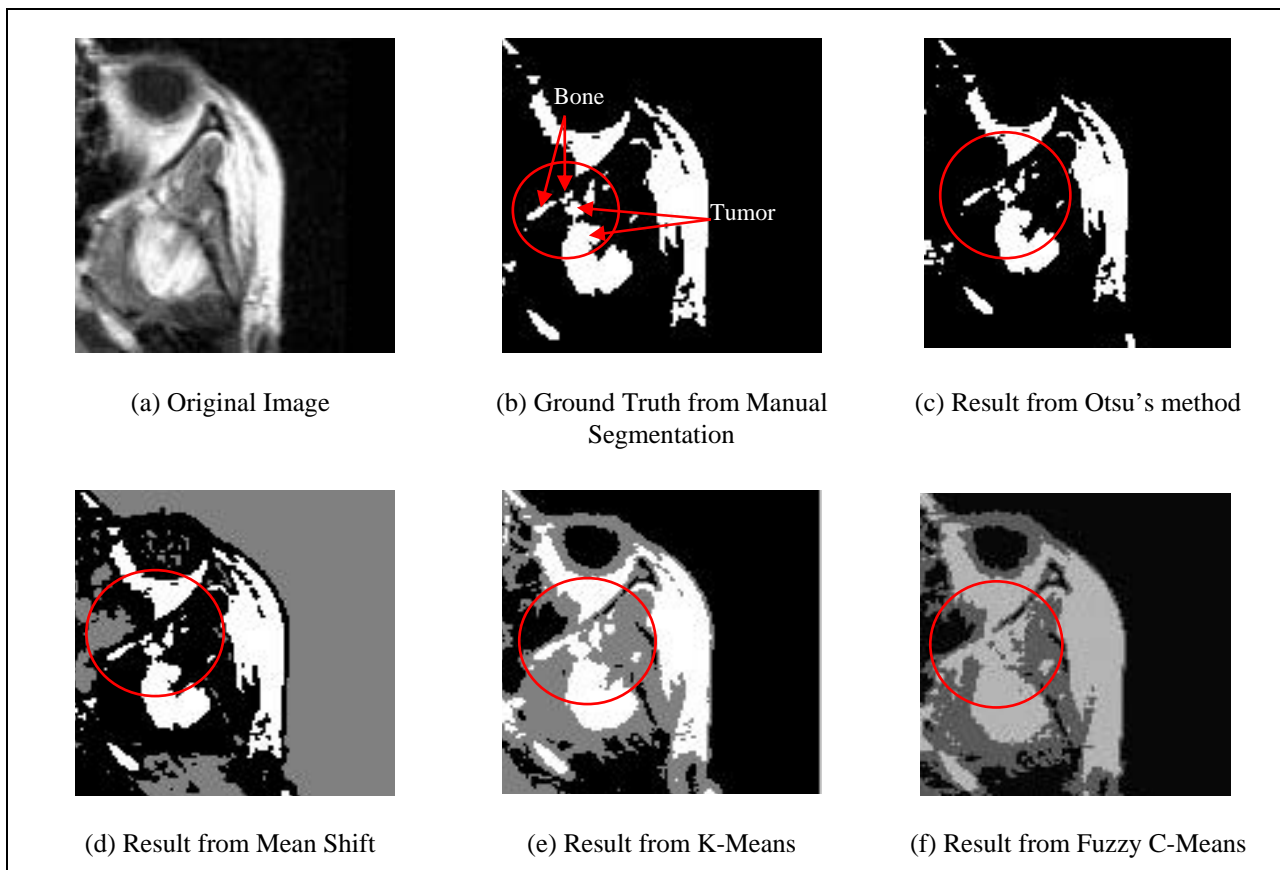 Bone
Tumor
(a) Original Image
(b) Ground Truth from Manual
Segmentation
(c) Result from Otsu’s method
(d) Result from Mean Shift
(e) Result from K-Means
(f) Result from Fuzzy C-Means